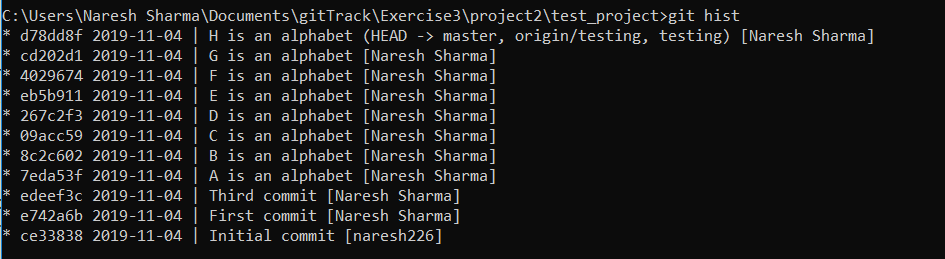 C:\Users\Naresh Sharma\Documents\gitTrack\Exercise3\project2\test_project>git hist
* d78dd8f 2019-11-04 | H is an alphabet (HEAD -> master, origin/testing, testing) [Naresh Sharma]
* cd202d1 2019-11-04 | G is an alphabet [Naresh Sharma]
* 4029674 2019-11-04 | F is an alphabet [Naresh Sharma]
* eb5b911 2019-11-04 | E is an alphabet [Naresh Sharma]
* 267c2f3 2019-11-04 | D is an alphabet [Naresh Sharma]
* 09acc59 2019-11-04 | C is an alphabet [Naresh Sharma]
* 8c2c602 2019-11-04 | B is an alphabet [Naresh Sharma]
* 7eda53f 2019-11-04 | A is an alphabet [Naresh Sharma]
* edeef3c 2019-11-04 | Third commit [Naresh Sharma]
* e742a6b 2019-11-04 | First commit [Naresh Sharma]
* ce33838 2019-11-04 | Initial commit [naresh226]